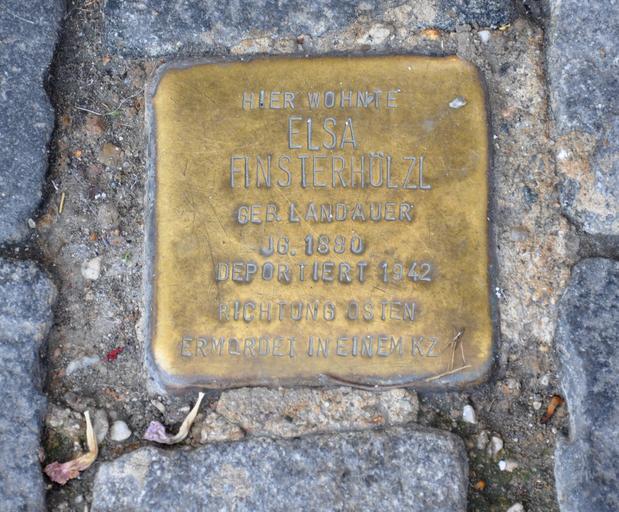 HIER WOHNTE
ELSA
FINSTERHÖLZL
GEB. LANDAUER
JG. 1880
DEPORTIERT 1942
RICHTUNG OSTEN
ERMORDET IN EINEM KZ